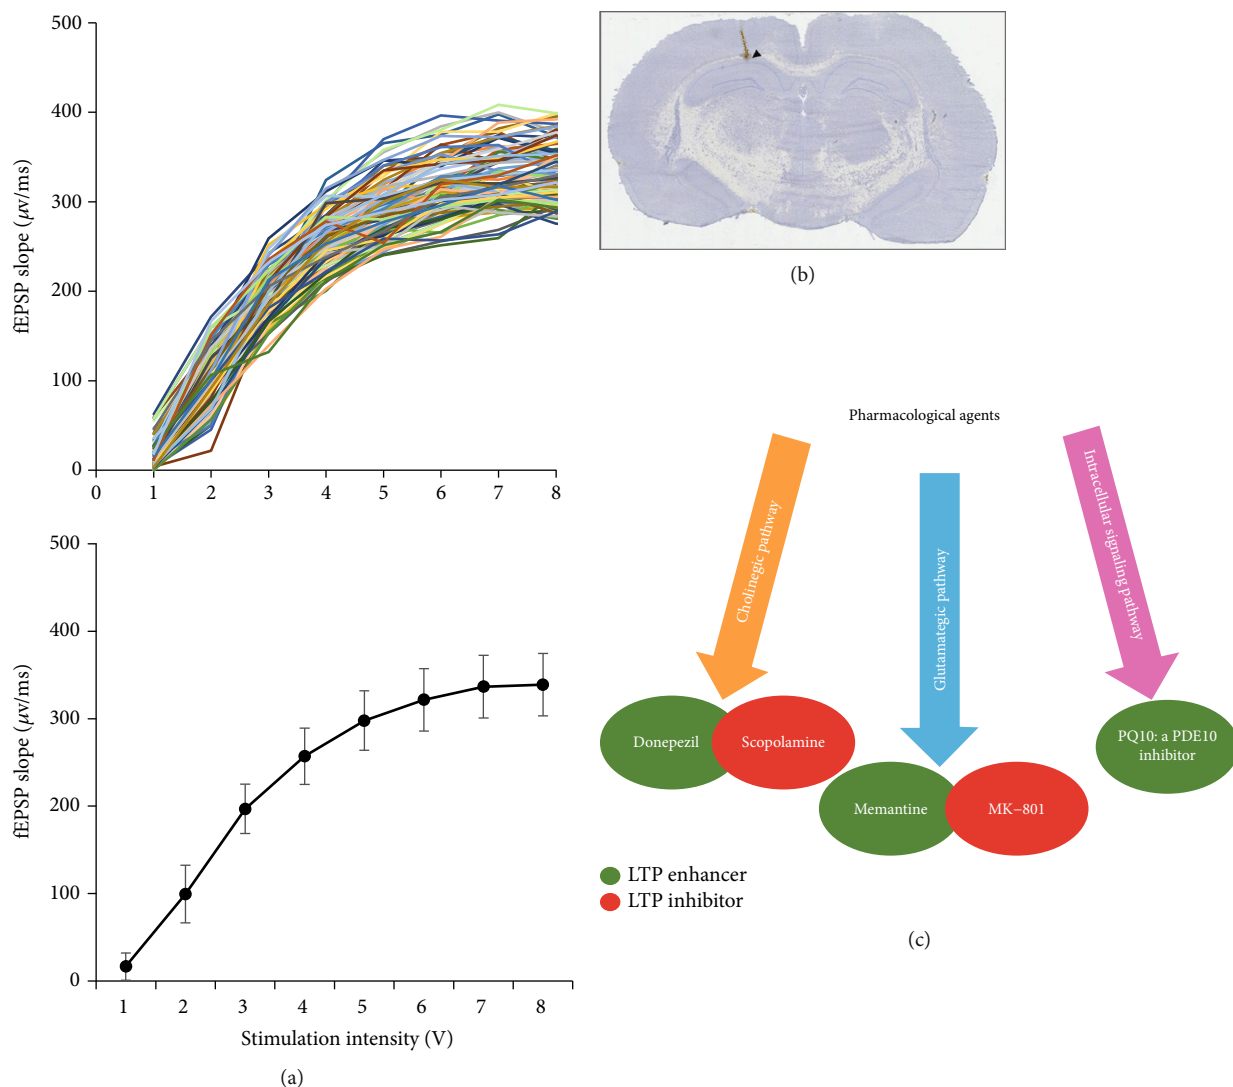 500
400
300
200
100
0
fEPSP slope (μv/ms)
0 1 2 3 4 5 6 7 8
500
400
300
200
100
0
fEPSP slope (μv/ms)
1 2 3 4 5 6 7 8
Stimulation intensity (V)
(a)
(b)
Pharmacological agents
Cholinegic pathway
Glutamategic pathway
Intracellular signaling pathway
Donepezil
Scopolamine
Memantine
MK−801
PQ10: a PDE10
inhibitor
LTP enhancer
LTP inhibitor
(c)